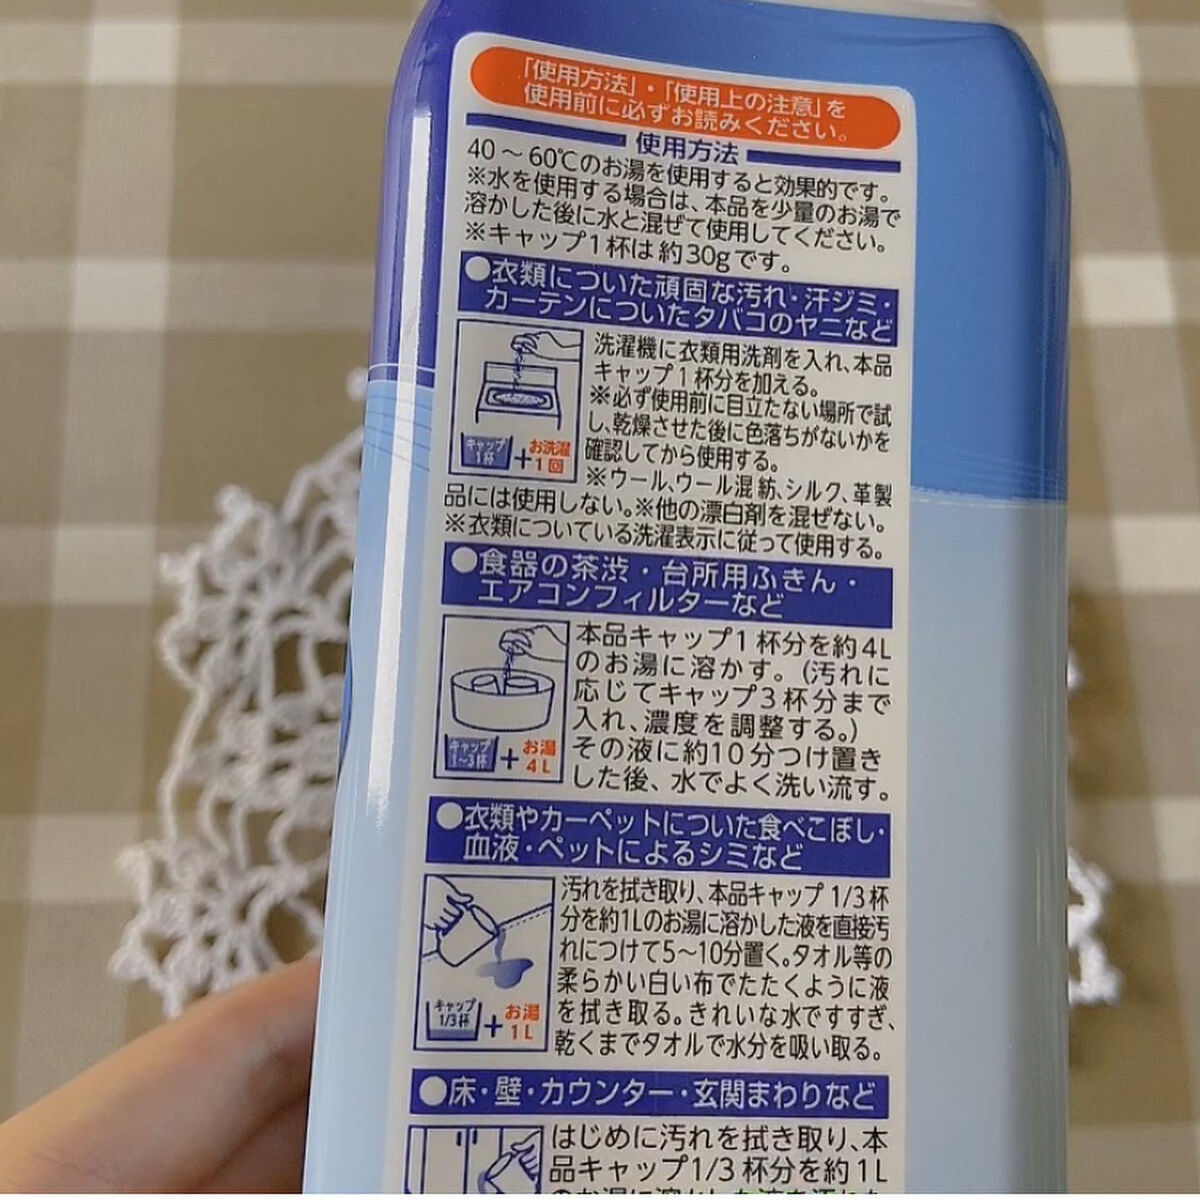 「使用方法」・「使用上の注意」を
使用前に必ずお読みください。
使用方法
40～60℃のお湯を使用すると効果的です。
※水を使用する場合は、本品を少量のお湯で
溶かした後に水と混ぜて使用してください。
※キャップ1杯は約30gです。
●衣類についた頑固な汚れ・汗ジミ・
カーテンについたタバコのヤニなど
洗濯機に衣類用洗剤を入れ、本品
キャップ1杯分を加える。
※必ず使用前に目立たない場所で試
し、乾燥させた後に色落ちがないかを
確認してから使用する。
※ウール、ウール混紡、シルク、革製
品には使用しない。※他の漂白剤を混ぜない。
※衣類についている洗濯表示に従って使用する。
キャップ
1杯
+
お洗濯
1回
●食器の茶渋・台所用ふきん・
エアコンフィルターなど
本品キャップ1杯分を約4L
のお湯に溶かす。(汚れに
応じてキャップ3杯分まで
入れ、濃度を調整する。)
その液に約10分つけ置き
した後、水でよく洗い流す。
キャップ
1～3杯
+
お湯
4L
●衣類やカーペットについた食べこぼし・
血液・ペットによるシミなど
汚れを拭き取り、本品キャップ1/3杯
分を約1Lのお湯に溶かした液を直接汚
れにつけて5～10分置く。タオル等の
柔らかい白い布でたたくように液
を拭き取る。きれいな水ですすぎ、
乾くまでタオルで水分を吸い取る。
キャップ
1/3杯
+
お湯
1L
●床・壁・カウンター・玄関まわりなど
はじめに汚れを拭き取り、本
品キャップ1/3杯分を約1L